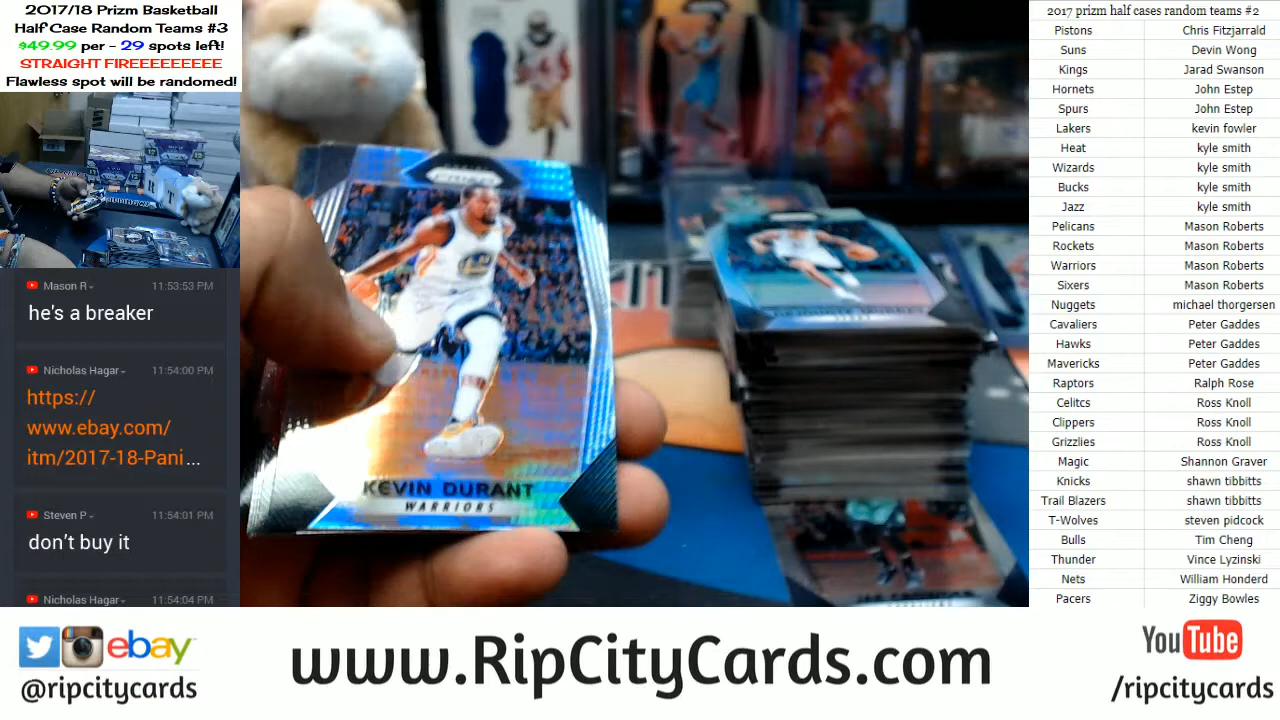 2017/18 Prizm Basketball
Half Case Random Teams #3
$49.99 per - 29 spots left!
STRAIGHT FIREEEEEEEEE
Flawless spot will be randomed!
Mason R 11:53:53 PM
he's a breaker
Nicholas Hagar 11:54:00 PM
https://
www.ebay.com/
itm/2017-18-Pani...
Steven P 11:54:01 PM
don't buy it
Nicholas Hagar 11:54:04 PM
PRIZM
KEVIN DURANT
WARRIORS
2017 prizm half cases random teams #2
Pistons Chris Fitzjarrald
Suns Devin Wong
Kings Jarad Swanson
Hornets John Estep
Spurs John Estep
Lakers kevin fowler
Heat kyle smith
Wizards kyle smith
Bucks kyle smith
Jazz kyle smith
Pelicans Mason Roberts
Rockets Mason Roberts
Warriors Mason Roberts
Sixers Mason Roberts
Nuggets michael thorgersen
Cavaliers Peter Gaddes
Hawks Peter Gaddes
Mavericks Peter Gaddes
Raptors Ralph Rose
Celitcs Ross Knoll
Clippers Ross Knoll
Grizzlies Ross Knoll
Magic Shannon Graver
Knicks shawn tibbitts
Trail Blazers shawn tibbitts
T-Wolves steven pidcock
Bulls Tim Cheng
Thunder Vince Lyzinski
Nets William Honderd
Pacers Ziggy Bowles
ebay
@ripcitycards
www.RipCityCards.com
YouTube
/ripcitycards